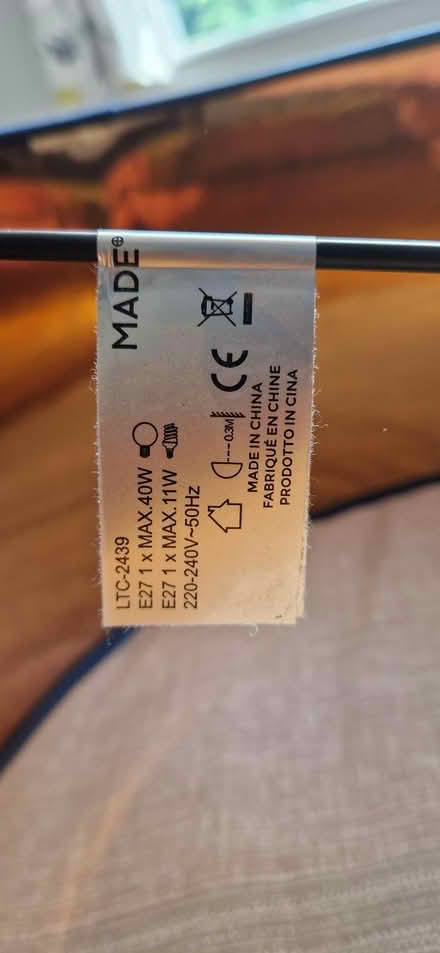 MADE⊕
LTC-2439
E27 1 x MAX.40W
E27 1 x MAX.11W
220-240V~50Hz
0.3M
CE
MADE IN CHINA
FABRIQUÉ EN CHINE
PRODOTTO IN CINA